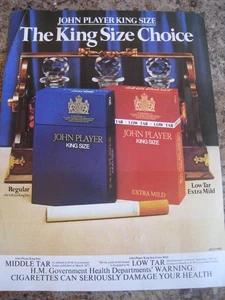 JOHN PLAYER KING SIZE
The King Size Choice
LOW TAR · LOW TAR
JOHN PLAYER
KING SIZE
JOHN PLAYER
KING SIZE
EXTRA MILD
Regular
Low Tar
Extra Mild
MIDDLE TAR
LOW TAR
H.M. Government Health Departments' WARNING:
CIGARETTES CAN SERIOUSLY DAMAGE YOUR HEALTH